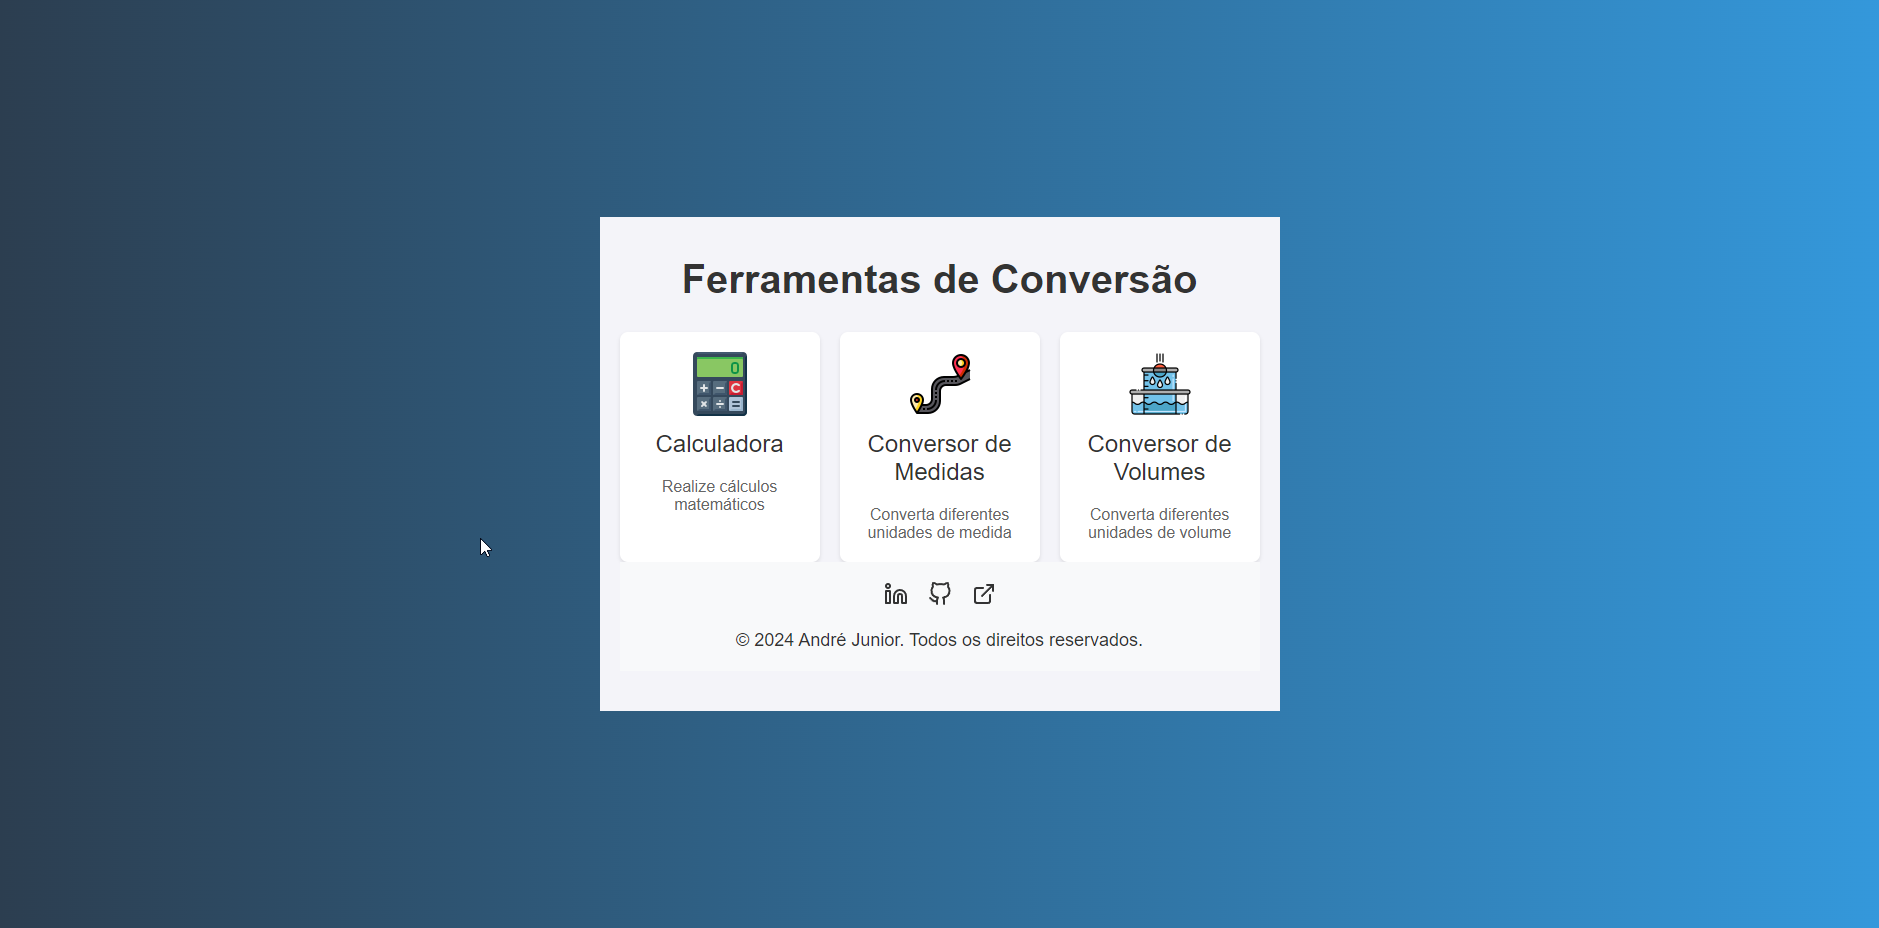 Ferramentas de Conversão
0
+ − C
× ÷ =
Calculadora
Realize cálculos
matemáticos
Conversor de
Medidas
Converta diferentes
unidades de medida
Conversor de
Volumes
Converta diferentes
unidades de volume
in
© 2024 André Junior. Todos os direitos reservados.